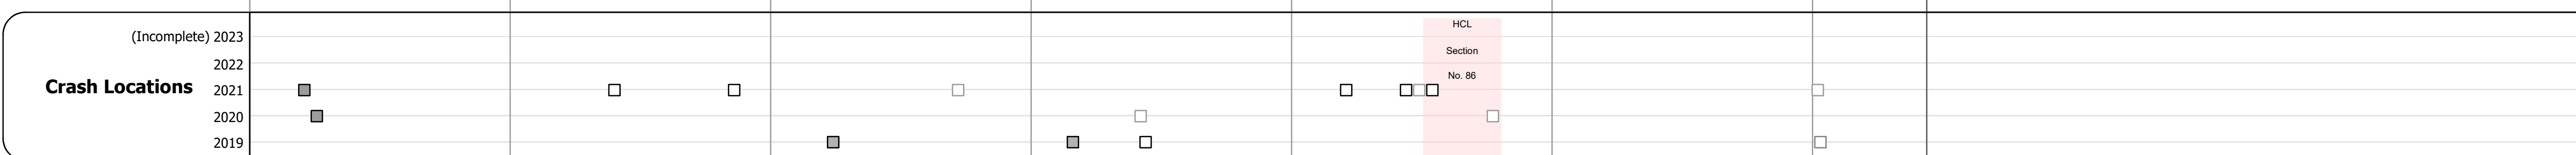 HCL
(Incomplete) 2023
Section
2022
No. 86
Crash Locations
2021
2020
2019